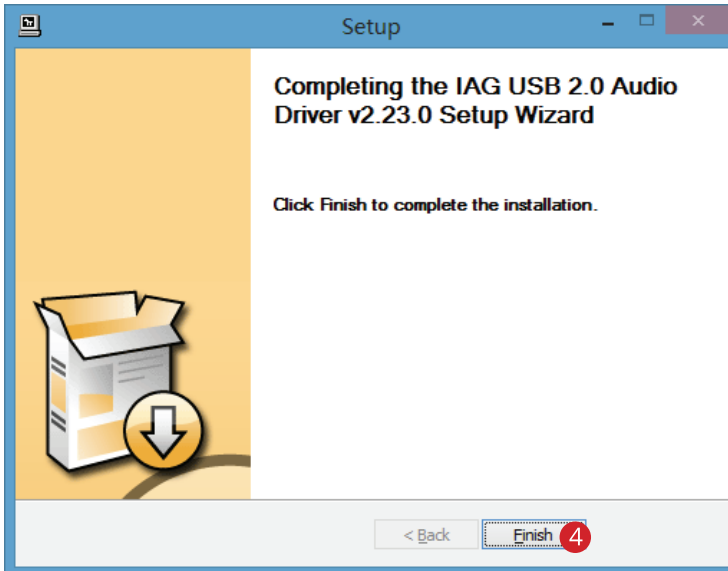 Setup
Completing the IAG USB 2.0 Audio
Driver v2.23.0 Setup Wizard
Click Finish to complete the installation.
< Back
Finish
4